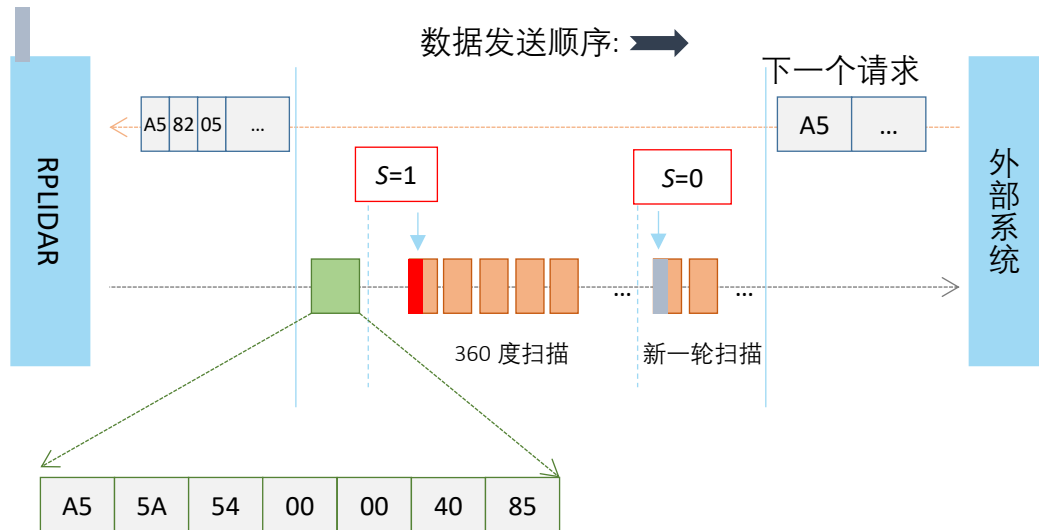 数据发送顺序:
下一个请求
A5 82 05 ...
A5 ...
RPLIDAR
外部系统
S=1
S=0
... ...
360 度扫描
新一轮扫描
A5 5A 54 00 00 40 85